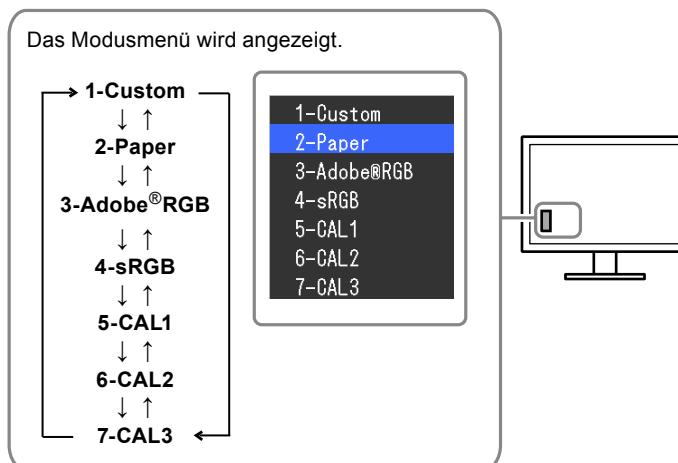 Das Modusmenü wird angezeigt.
1-Custom
↓ ↑
2-Paper
↓ ↑
3-Adobe®RGB
↓ ↑
4-sRGB
↓ ↑
5-CAL1
↓ ↑
6-CAL2
↓ ↑
7-CAL3
1-Custom
2-Paper
3-Adobe®RGB
4-sRGB
5-CAL1
6-CAL2
7-CAL3